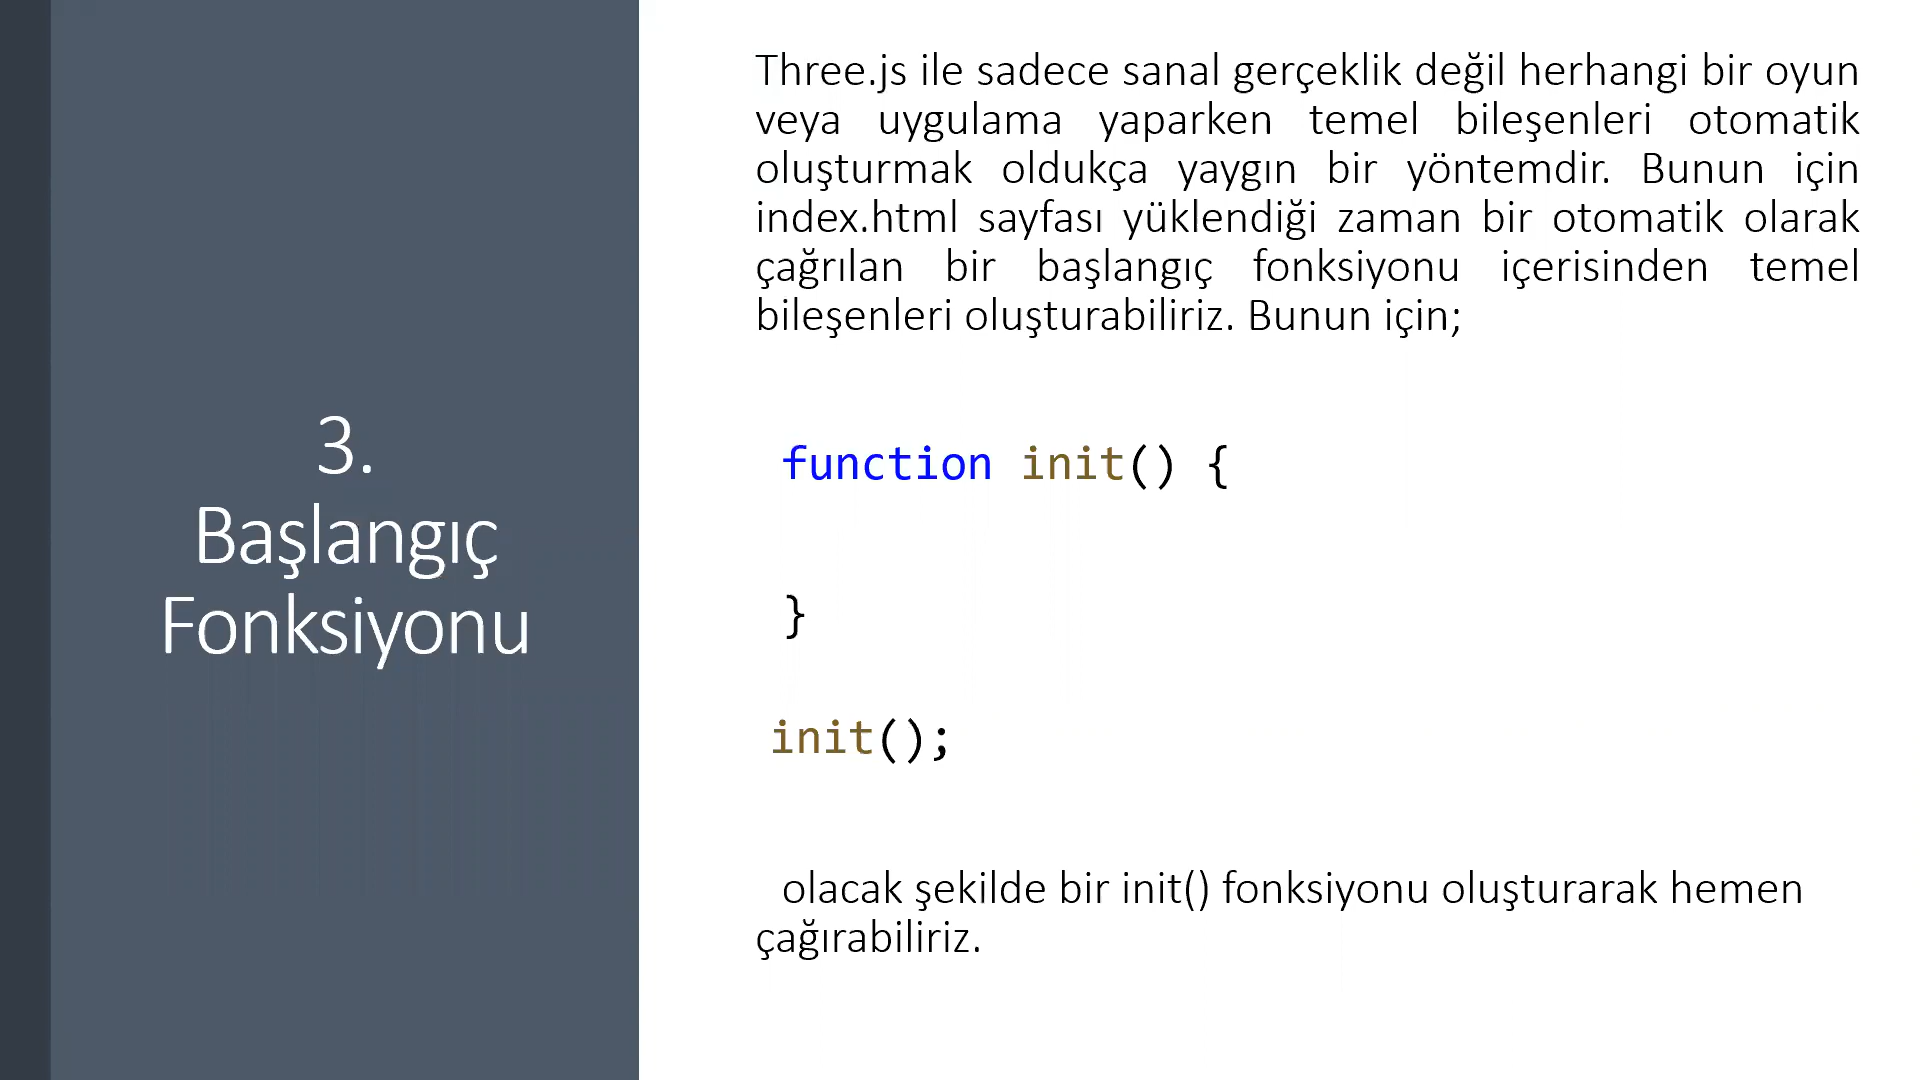 3.
Başlangıç
Fonksiyonu
Three.js ile sadece sanal gerçeklik değil herhangi bir oyun
veya uygulama yaparken temel bileşenleri otomatik
oluşturmak oldukça yaygın bir yöntemdir. Bunun için
index.html sayfası yüklendiği zaman bir otomatik olarak
çağrılan bir başlangıç fonksiyonu içerisinden temel
bileşenleri oluşturabiliriz. Bunun için;
function init() {
}
init();
olacak şekilde bir init() fonksiyonu oluşturarak hemen
çağırabiliriz.